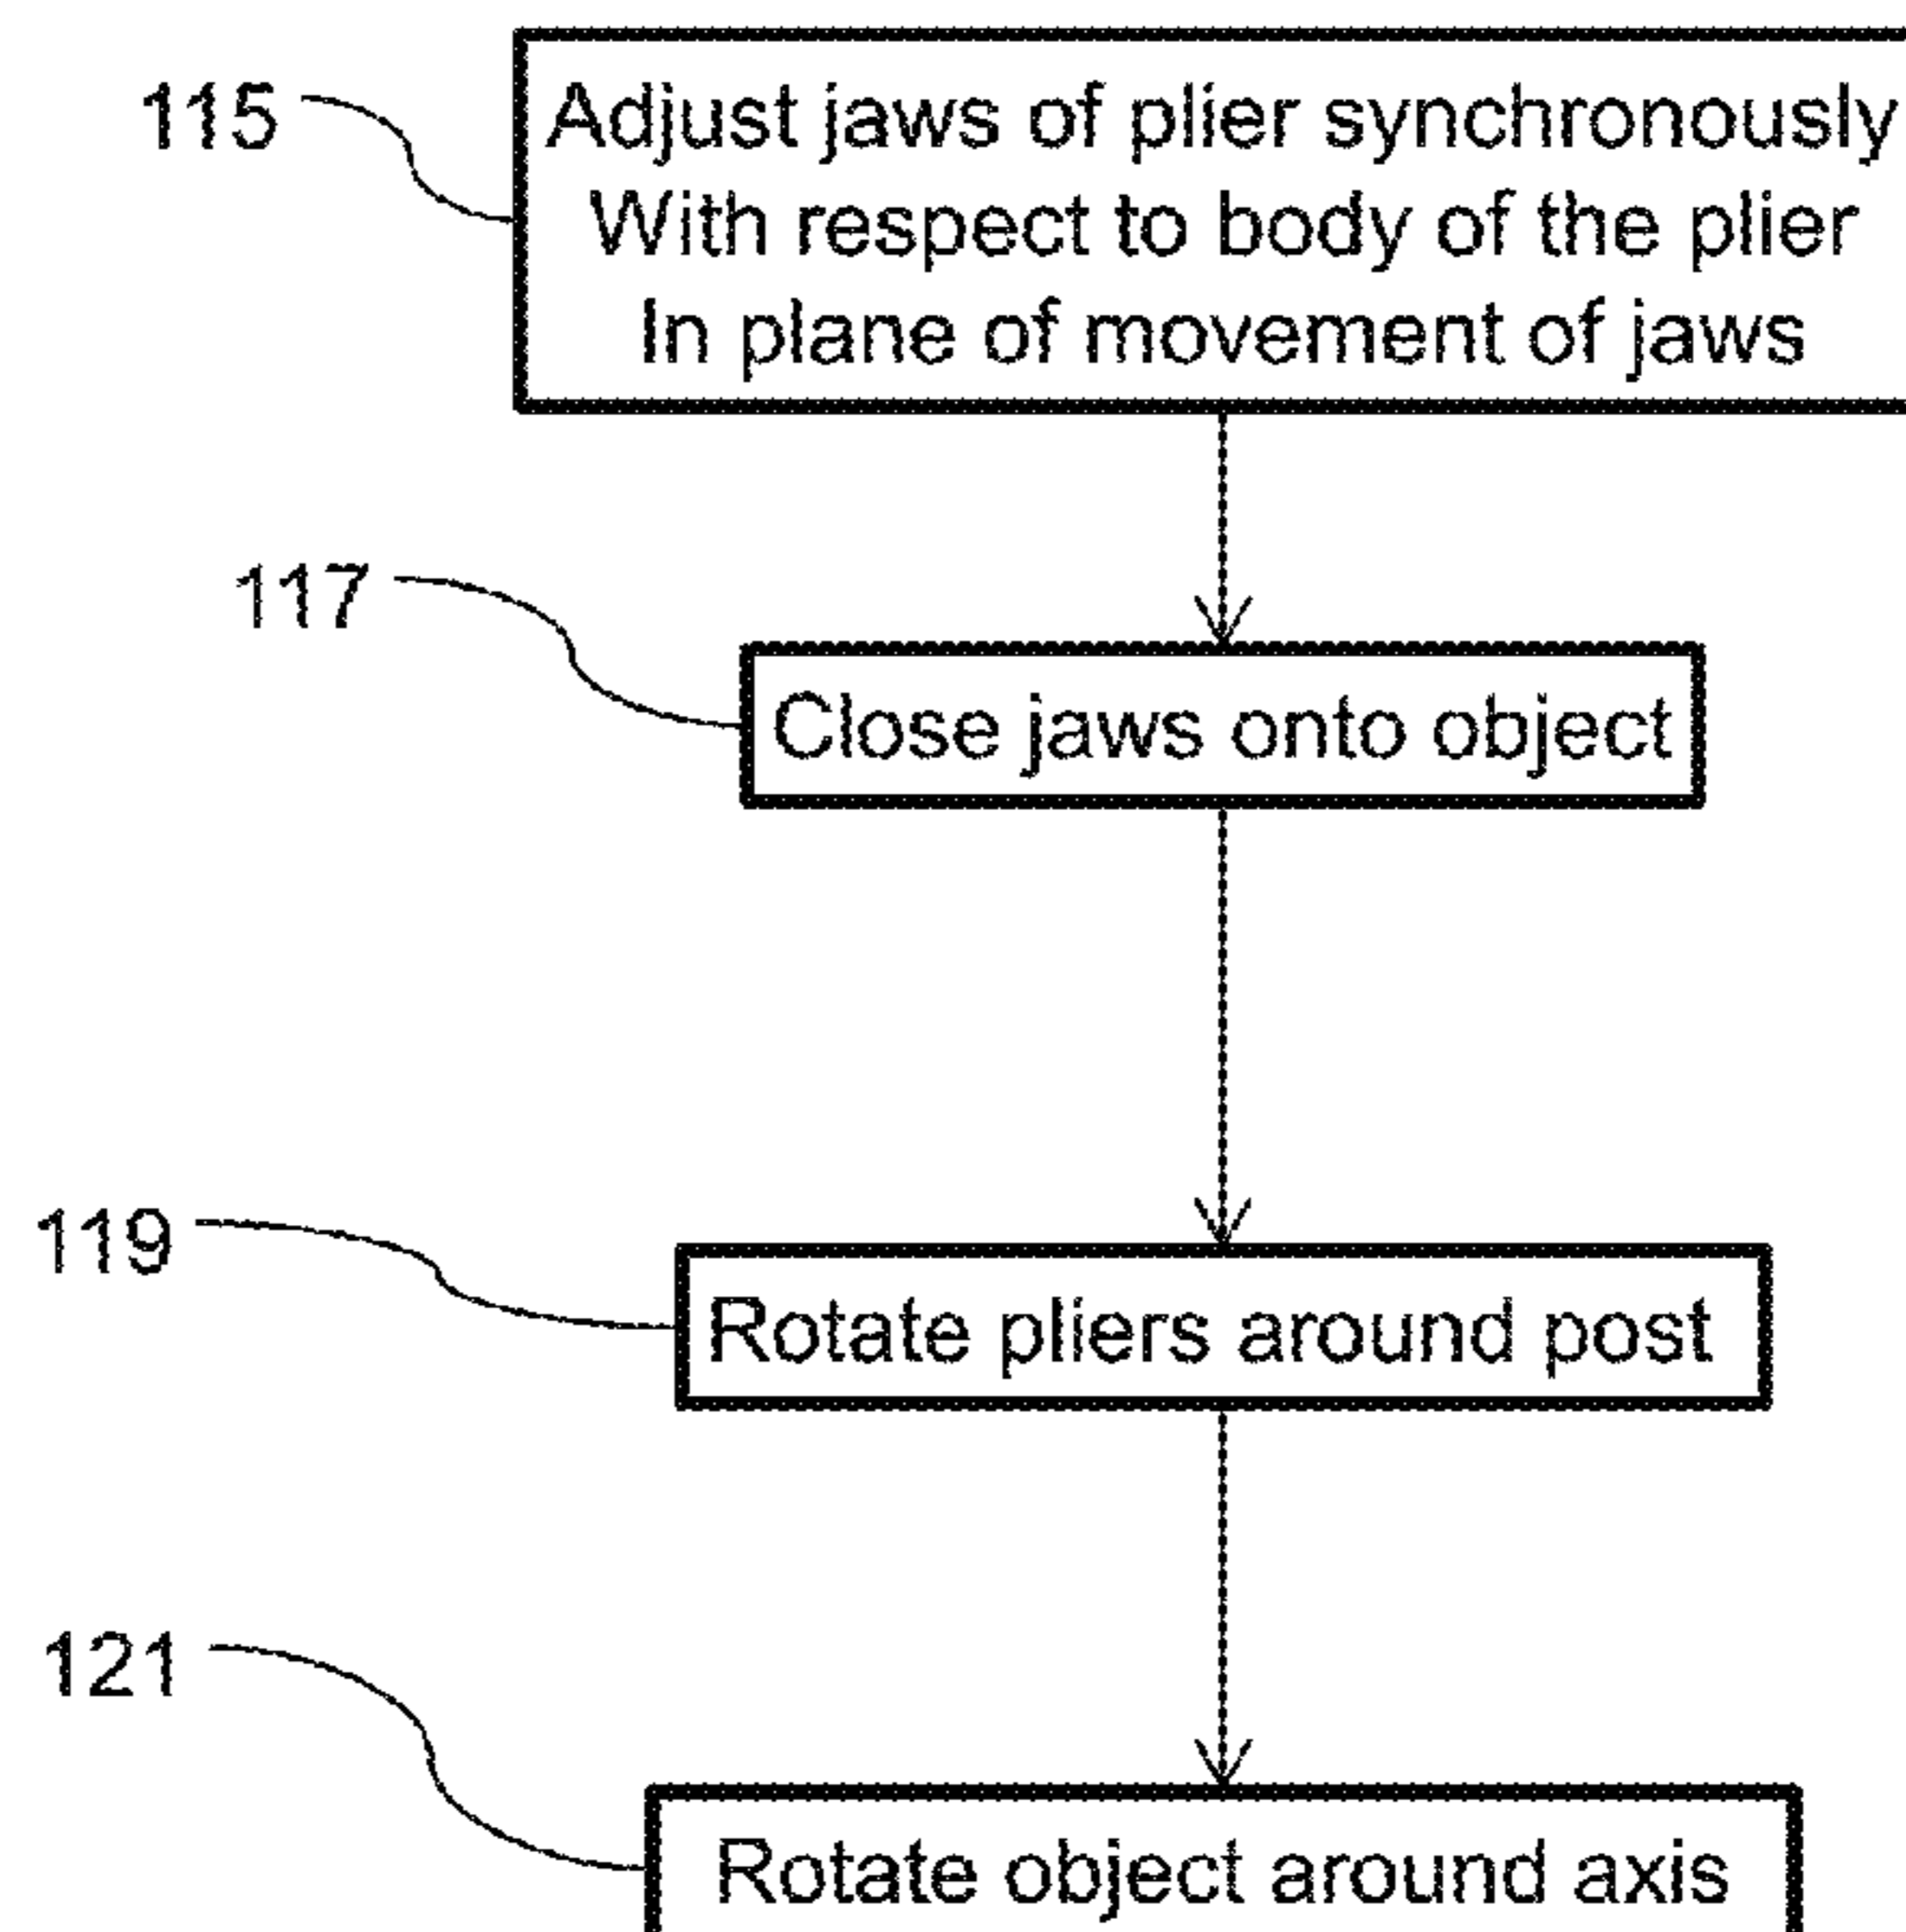 115
Adjust jaws of plier synchronously
With respect to body of the plier
In plane of movement of jaws
117
Close jaws onto object
119
Rotate pliers around post
121
Rotate object around axis